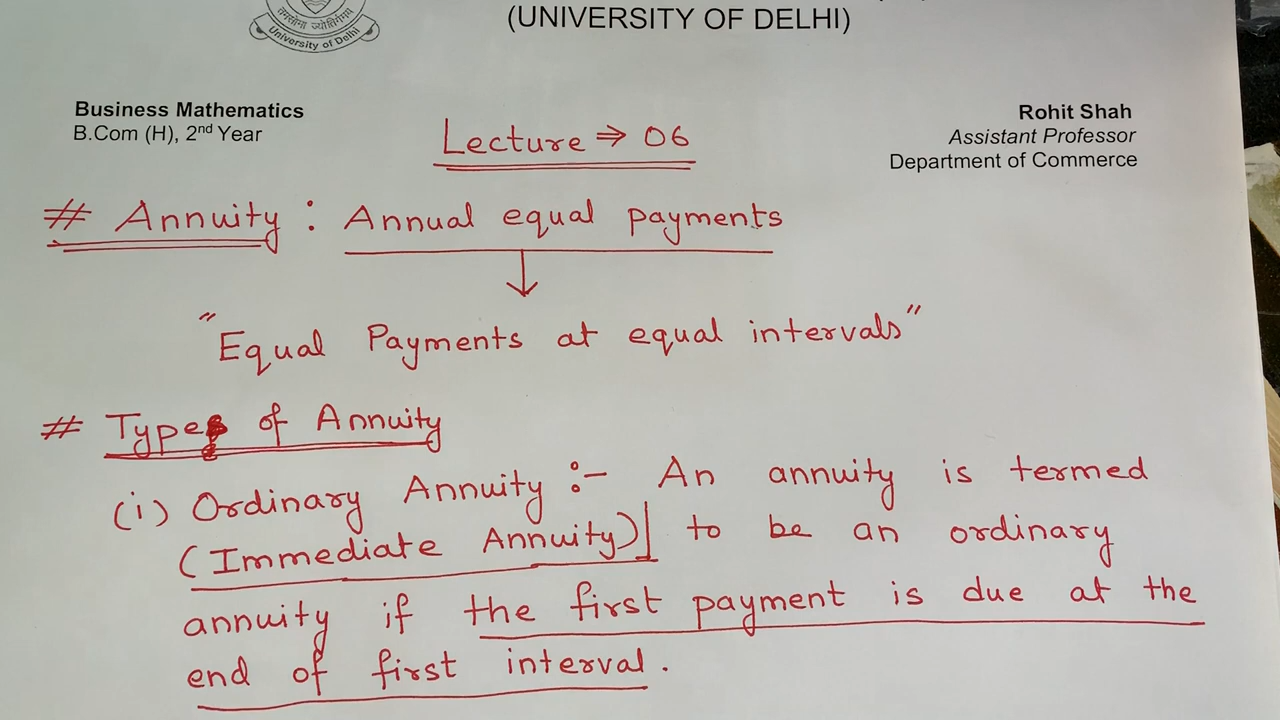 तमसोमा ज्योतिर्गमय
University of Delhi
(UNIVERSITY OF DELHI)
Business Mathematics
B.Com (H), 2nd Year
Rohit Shah
Assistant Professor
Department of Commerce
Lecture ⇒ 06
# Annuity : Annual equal payments
↓
"Equal Payments at equal intervals"
# Types of Annuity
(i) Ordinary Annuity :- An annuity is termed
(Immediate Annuity) to be an ordinary
annuity if the first payment is due at the
end of first interval.